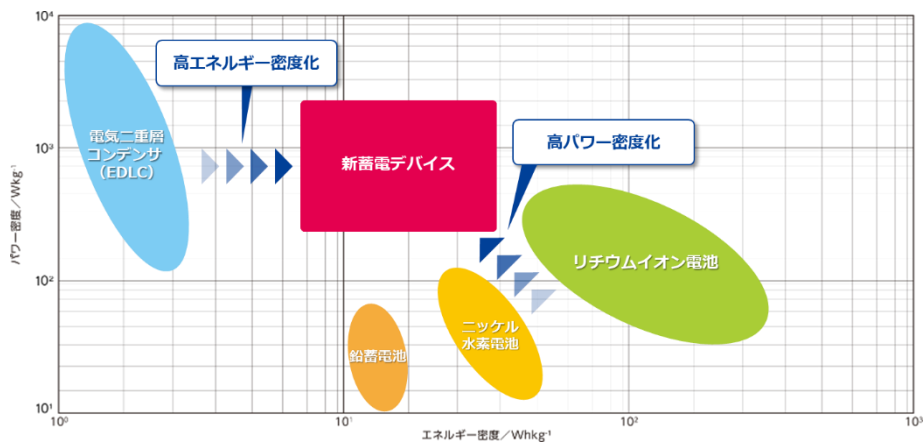 10⁴
高エネルギー密度化
電気二重層
コンデンサ
（EDLC）
新蓄電デバイス
高パワー密度化
10³
パワー密度／Wkg⁻¹
リチウムイオン電池
10²
ニッケル
水素電池
鉛蓄電池
10¹
10⁰
10¹
10²
10³
エネルギー密度／Whkg⁻¹